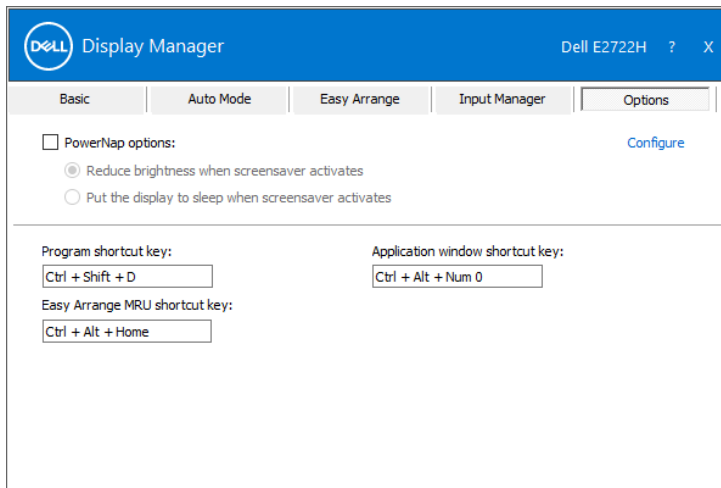 DELL Display Manager Dell E2722H ? X
Basic Auto Mode Easy Arrange Input Manager Options
PowerNap options: Configure
Reduce brightness when screensaver activates
Put the display to sleep when screensaver activates
Program shortcut key: Application window shortcut key:
Ctrl + Shift + D Ctrl + Alt + Num 0
Easy Arrange MRU shortcut key:
Ctrl + Alt + Home